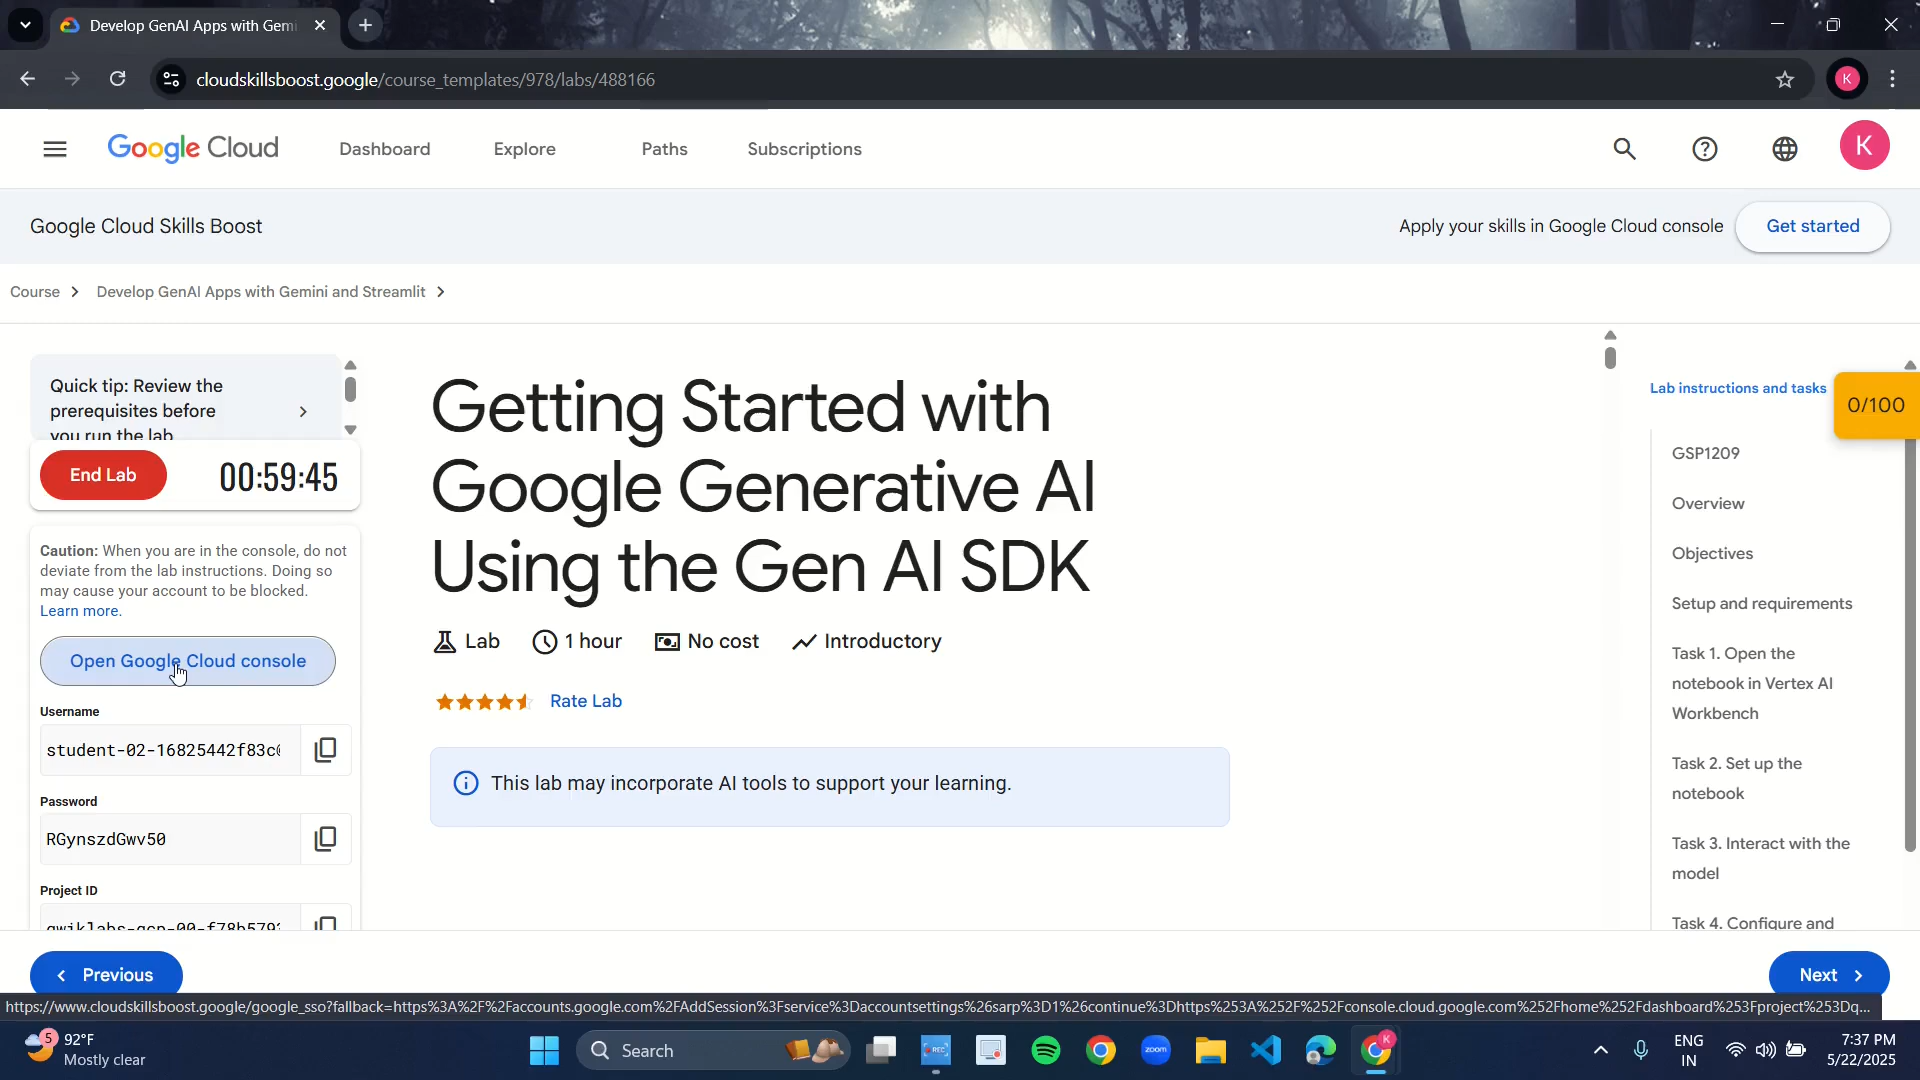 Develop GenAI Apps with Gemi
cloudskillsboost.google/course_templates/978/labs/488166
K
Google Cloud
Dashboard
Explore
Paths
Subscriptions
K
Google Cloud Skills Boost
Apply your skills in Google Cloud console
Get started
Course
Develop GenAI Apps with Gemini and Streamlit
Quick tip: Review the
prerequisites before
you run the lab
End Lab
00:59:45
Caution: When you are in the console, do not
deviate from the lab instructions. Doing so
may cause your account to be blocked.
Learn more.
Open Google Cloud console
Username
student-02-16825442f83c
Password
RGynszdGwv50
Project ID
Getting Started with
Google Generative AI
Using the Gen AI SDK
Lab
1 hour
No cost
Introductory
Rate Lab
This lab may incorporate AI tools to support your learning.
Lab instructions and tasks
0/100
GSP1209
Overview
Objectives
Setup and requirements
Task 1. Open the
notebook in Vertex AI
Workbench
Task 2. Set up the
notebook
Task 3. Interact with the
model
Task 4. Configure and
Previous
Next
https://www.cloudskillsboost.google/google_sso?fallback=https%3A%2F%2Faccounts.google.com%2FAddSession%3Fservice%3Daccountsettings%26sarp%3D1%26continue%3Dhttps%253A%252F%252Fconsole.cloud.google.com%252Fhome%252Fdashboard%253Fproject%253Dq...
5
92°F
Mostly clear
Search
REC
zoom
K
ENG
IN
7:37 PM
5/22/2025